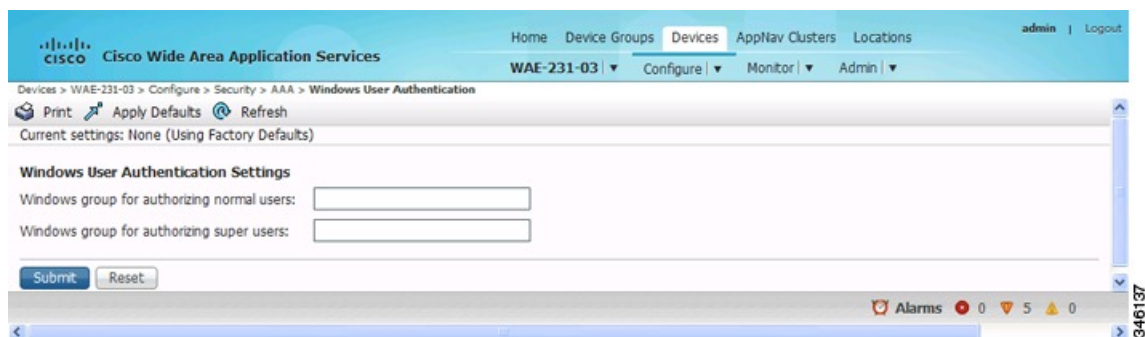 Home Device Groups Devices AppNav Clusters Locations
admin | Logout
CISCO Cisco Wide Area Application Services
WAE-231-03 | Configure | Monitor | Admin |
Devices > WAE-231-03 > Configure > Security > AAA > Windows User Authentication
Print Apply Defaults Refresh
Current settings: None (Using Factory Defaults)
Windows User Authentication Settings
Windows group for authorizing normal users:
Windows group for authorizing super users:
Submit Reset
Alarms 0 5 0
346137